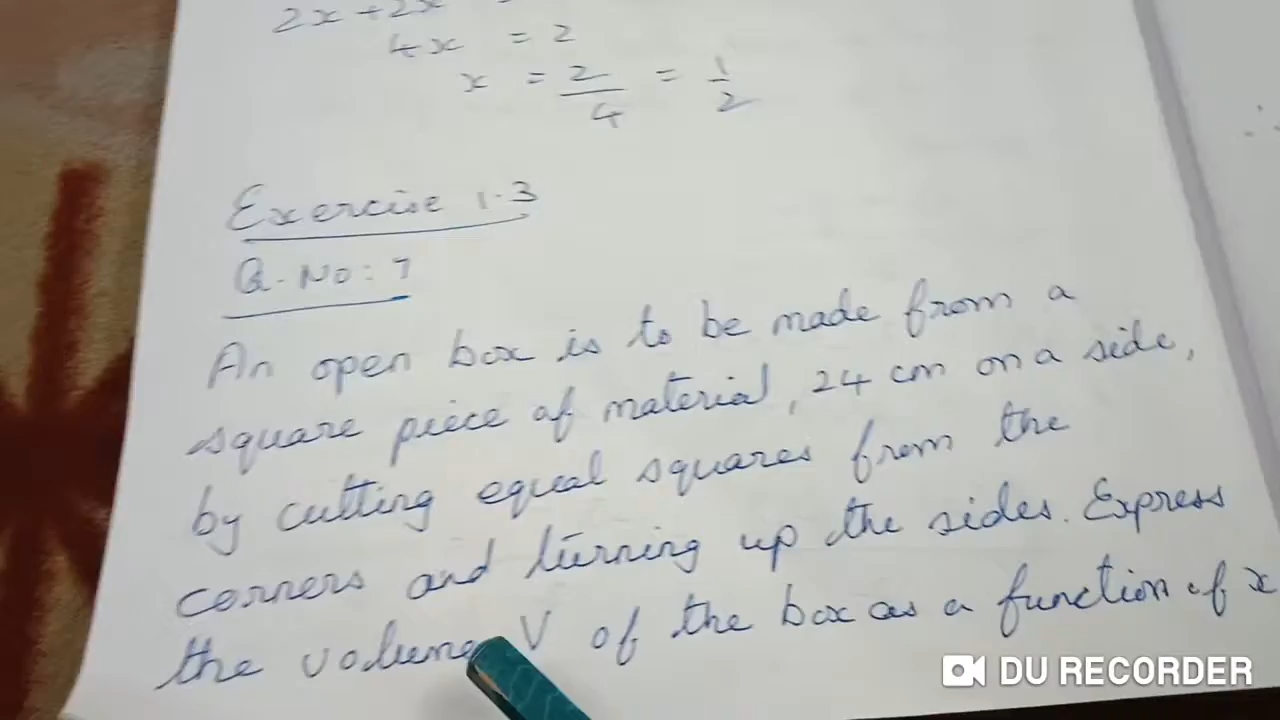 2x + 2x =
4x = 2
x = 2/4 = 1/2
Exercise 1.3
Q. No: 7
An open box is to be made from a
square piece of material, 24 cm on a side,
by cutting equal squares from the
corners and turning up the sides. Express
the volume V of the box as a function of x
DU RECORDER